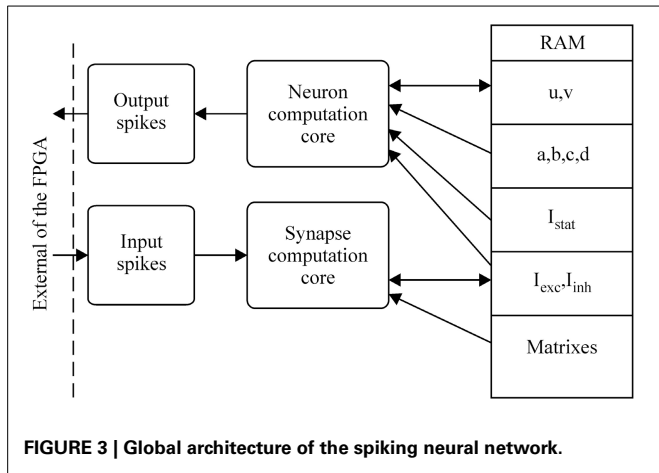 External of the FPGA
Output
spikes
Neuron
computation
core
Input
spikes
Synapse
computation
core
RAM
u,v
a,b,c,d
I_stat
I_exc,I_inh
Matrixes
FIGURE 3 | Global architecture of the spiking neural network.